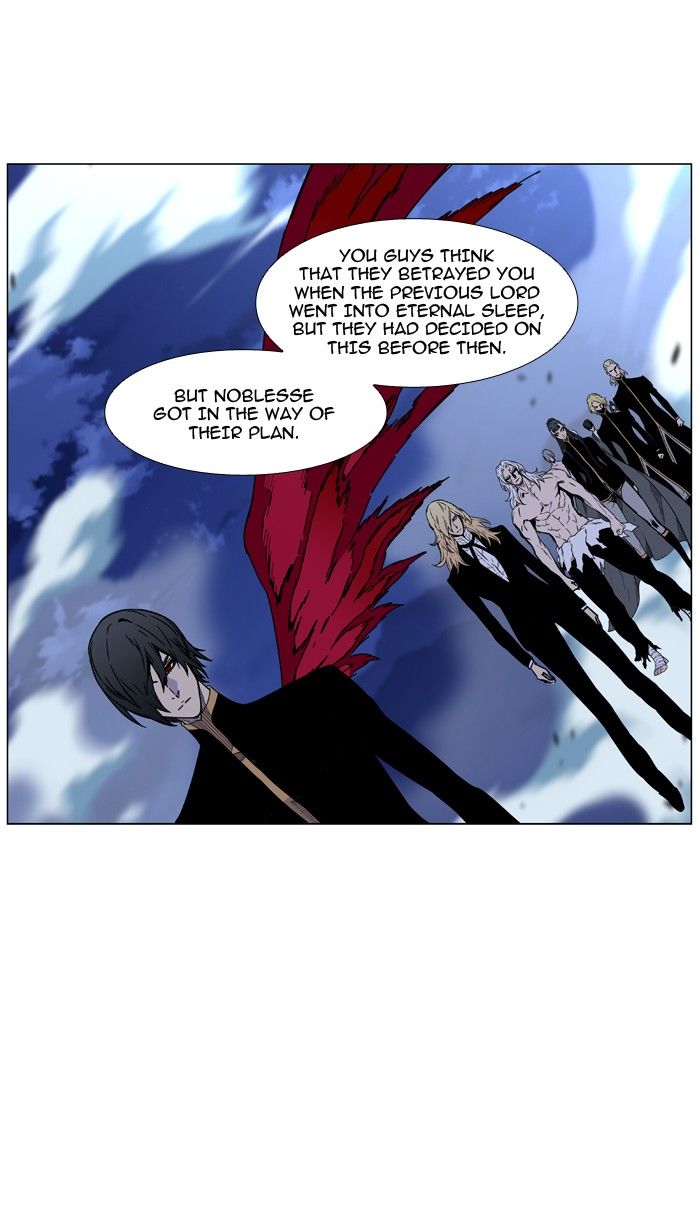 YOU GUYS THINK
THAT THEY BETRAYED YOU
WHEN THE PREVIOUS LORD
WENT INTO ETERNAL SLEEP,
BUT THEY HAD DECIDED ON
THIS BEFORE THEN.
BUT NOBLESSE
GOT IN THE WAY OF
THEIR PLAN.